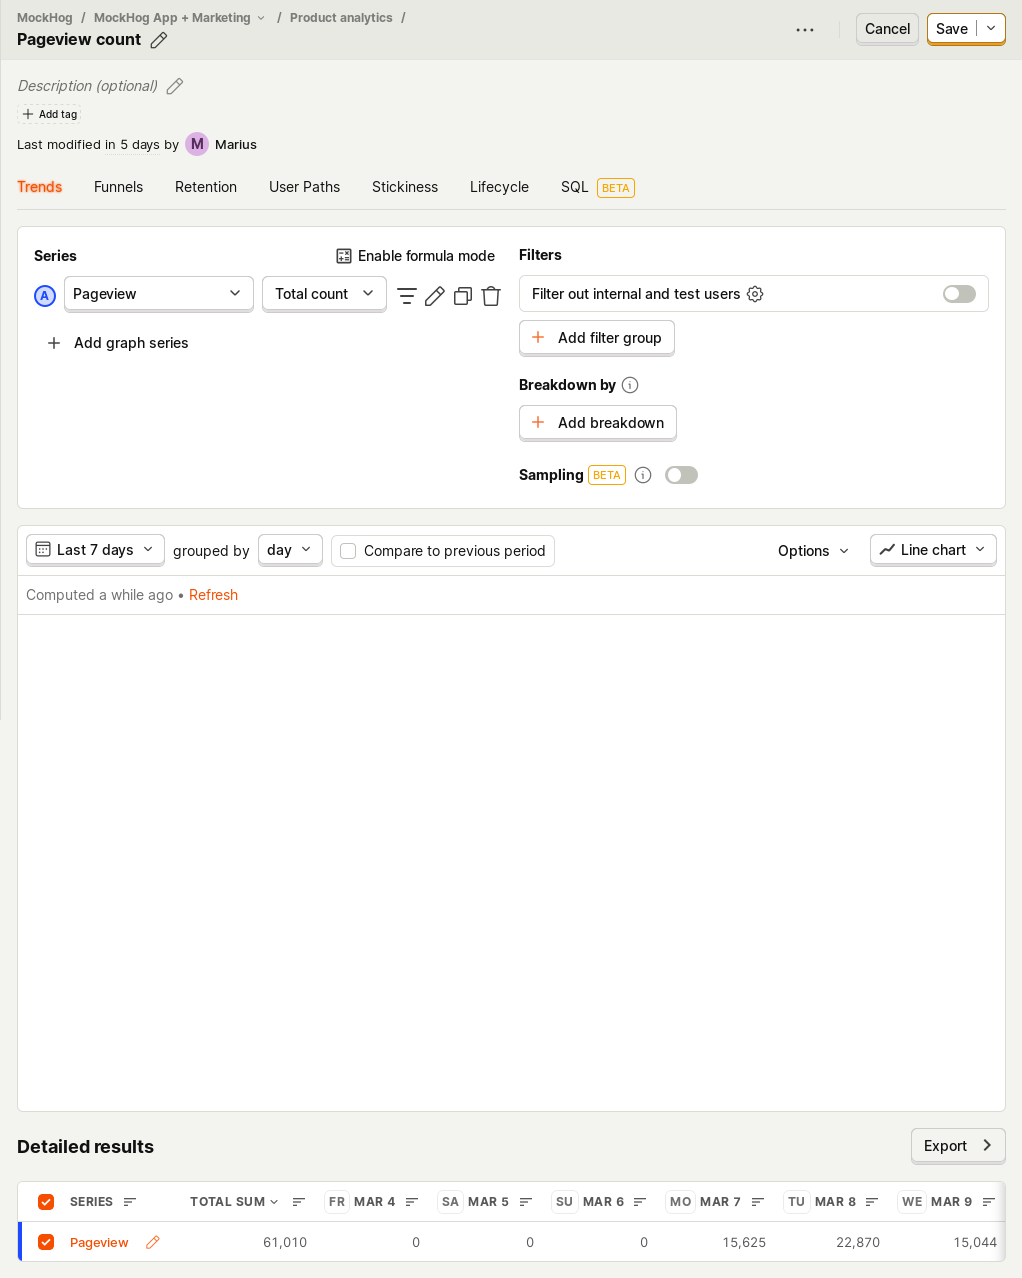 MockHog / MockHog App + Marketing / Product analytics /
Pageview count
Cancel
Save
Description (optional)
Add tag
Last modified in 5 days by M Marius
Trends Funnels Retention User Paths Stickiness Lifecycle SQL BETA
Series
Enable formula mode
A Pageview Total count
Add graph series
Filters
Filter out internal and test users
Add filter group
Breakdown by
Add breakdown
Sampling BETA
Last 7 days grouped by day Compare to previous period Options Line chart
Computed a while ago • Refresh
Detailed results
Export
SERIES TOTAL SUM FR MAR 4 SA MAR 5 SU MAR 6 MO MAR 7 TU MAR 8 WE MAR 9
Pageview 61,010 0 0 0 15,625 22,870 15,044